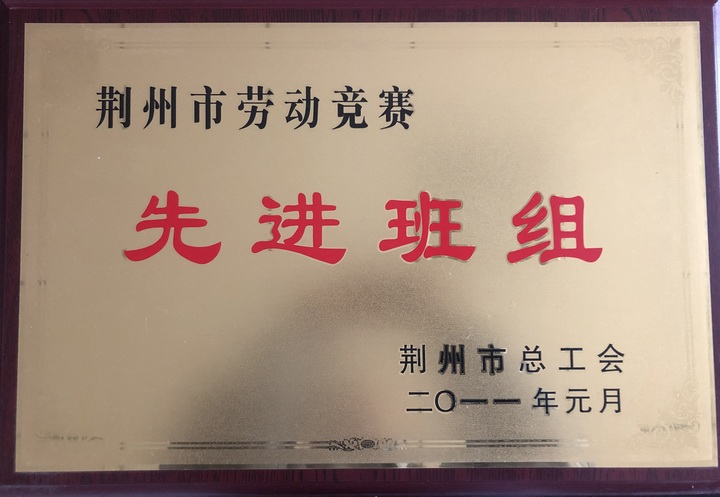 荆州市劳动竞赛
先进班组
荆州市总工会
二〇一一年元月